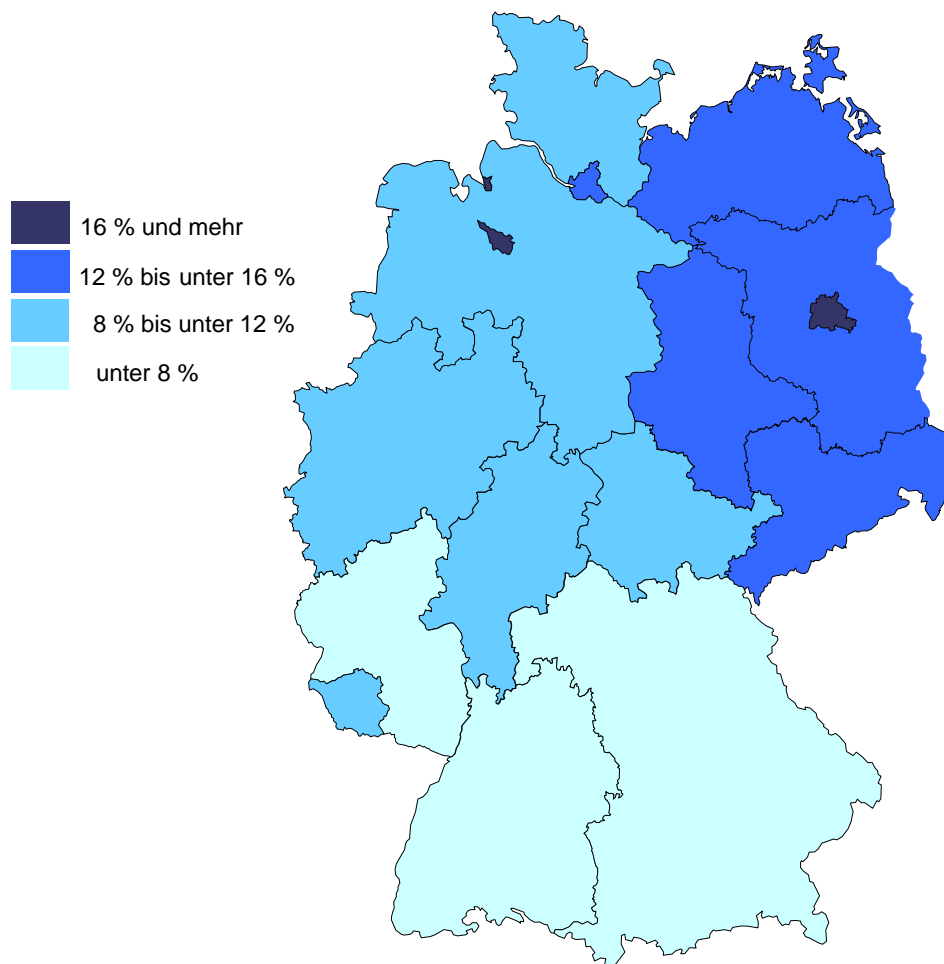 16 % und mehr
12 % bis unter 16 %
8 % bis unter 12 %
unter 8 %